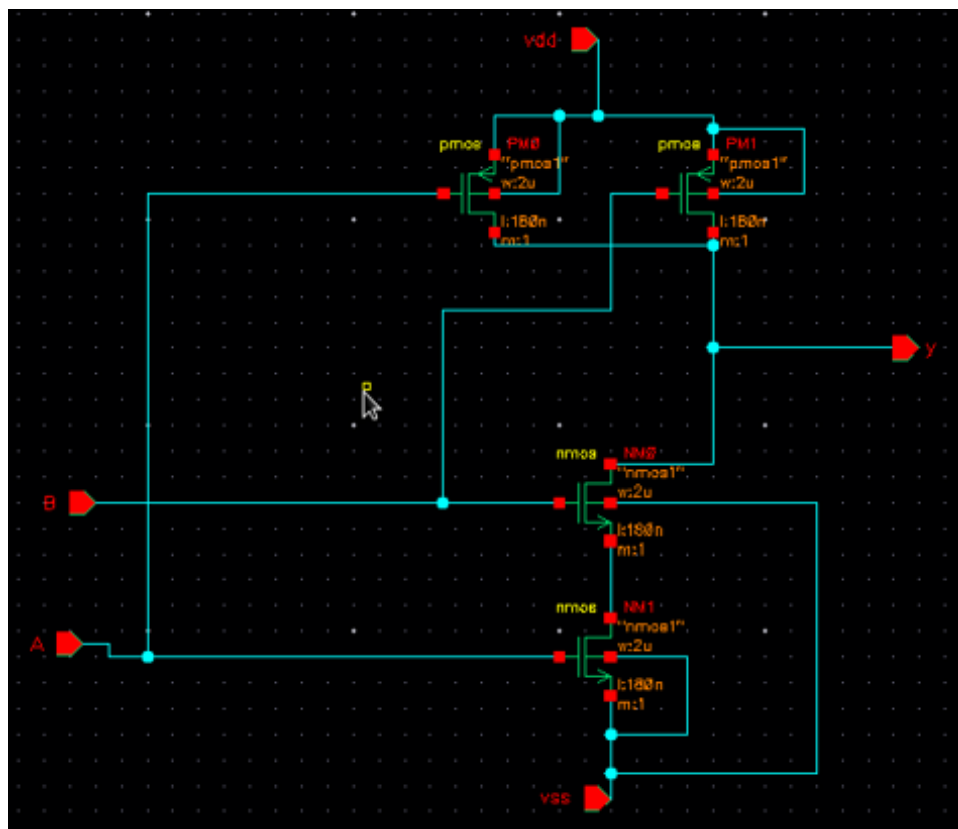 vdd
pmos PM0
"pmos1"
w:2u
l:180n
m:1
pmos PM1
"pmos1"
w:2u
l:180n
m:1
y
P
nmos NM0
"nmos1"
w:2u
l:180n
m:1
B
nmos NM1
"nmos1"
w:2u
l:180n
m:1
A
vss